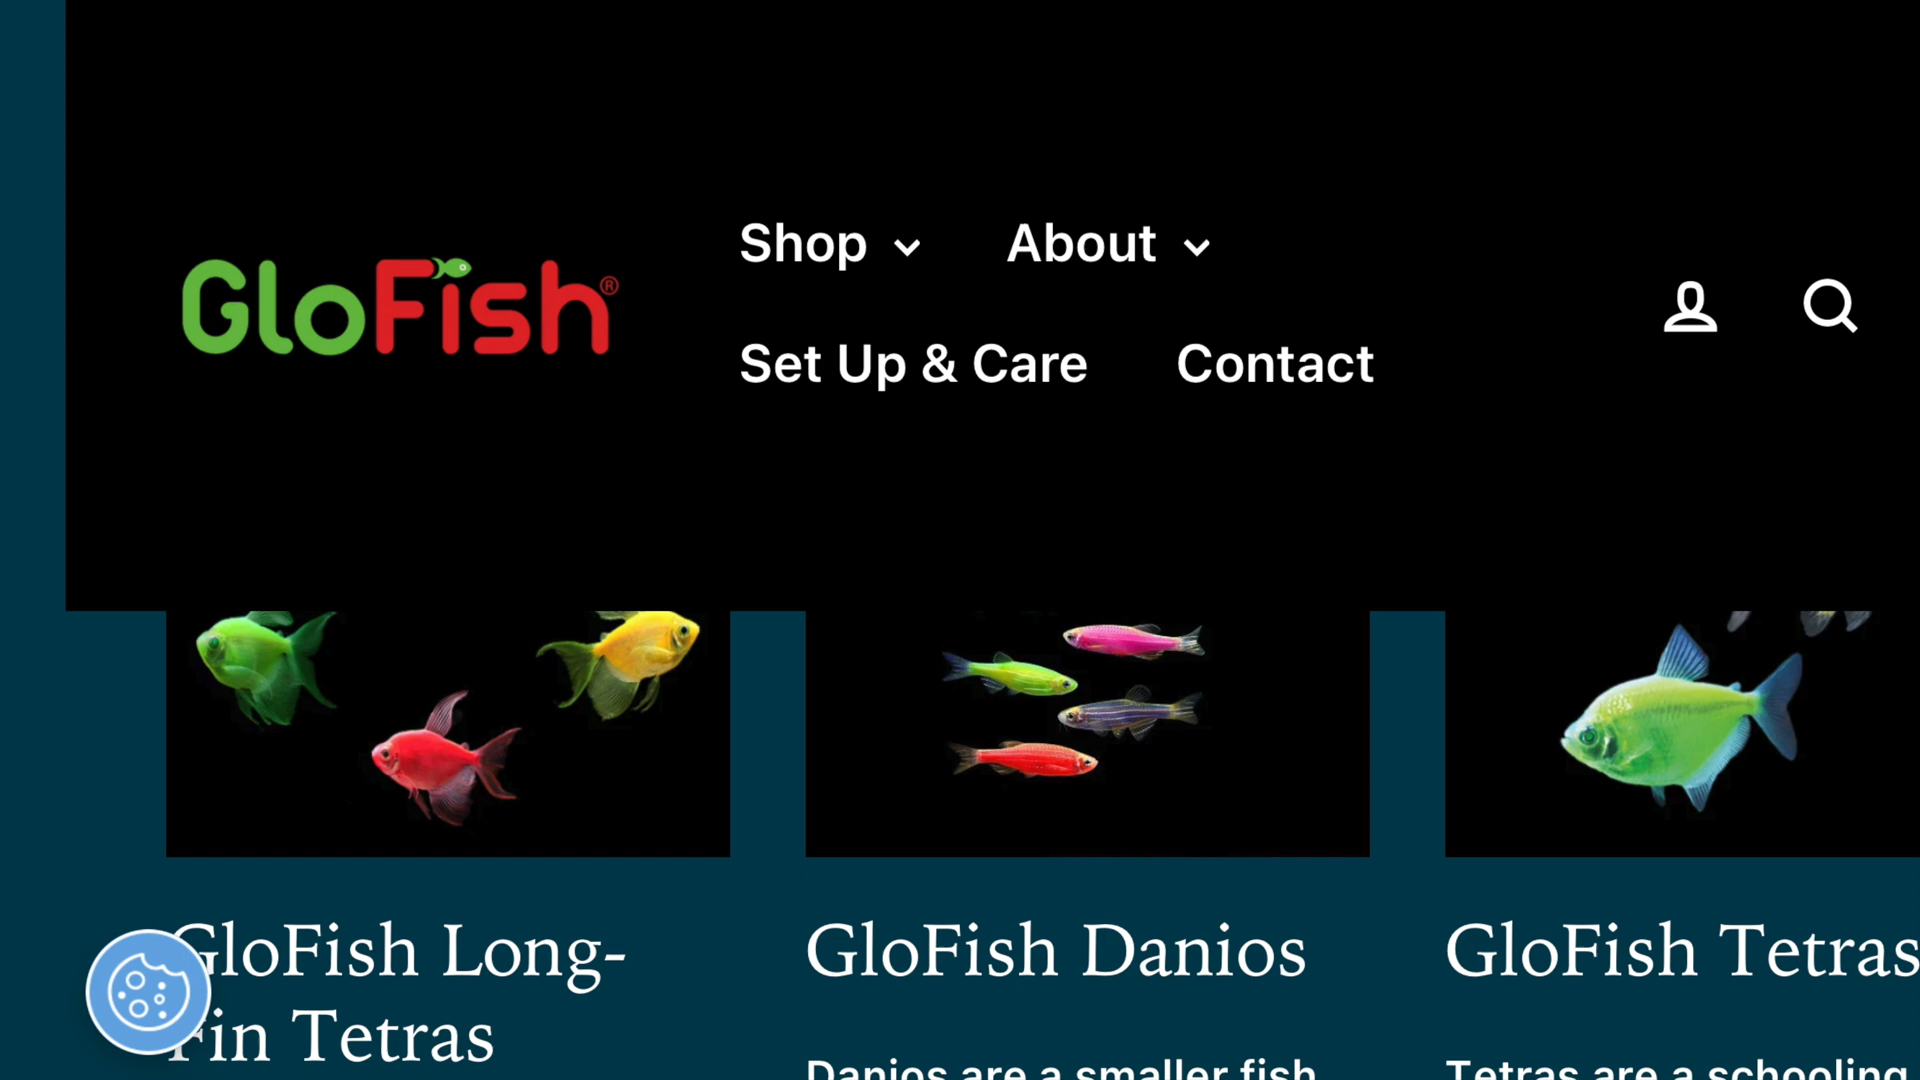 GloFish®
Shop
About
Set Up & Care
Contact
GloFish Long-
Fin Tetras
GloFish Danios
Danios are a smaller fish
GloFish Tetras
Tetras are a schooling